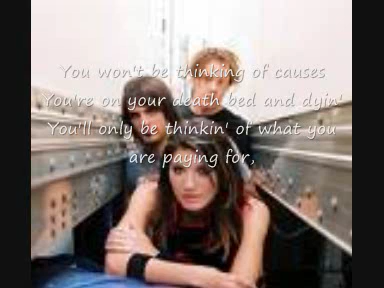 You won't be thinking of causes
You're on your death bed and dyin'
You'll only be thinkin' of what you
are paying for,